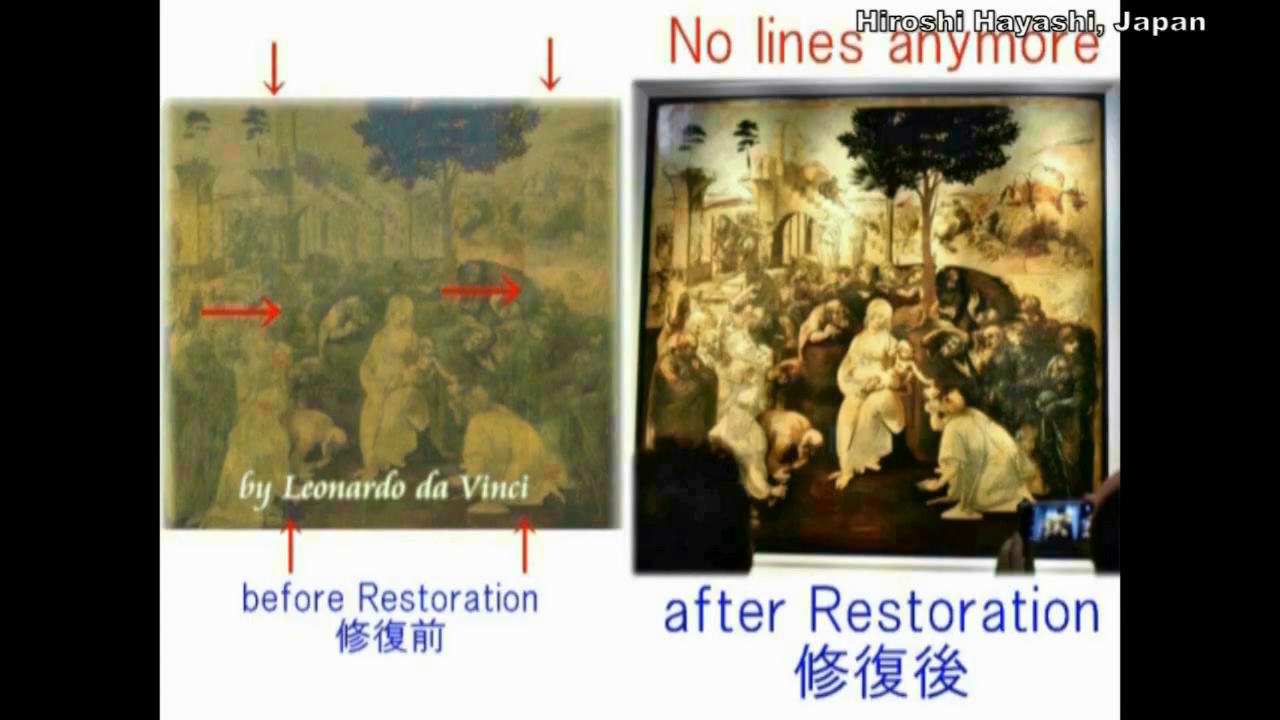 Hiroshi Hayashi, Japan
No lines anymore
by Leonardo da Vinci
before Restoration
修復前
after Restoration
修復後